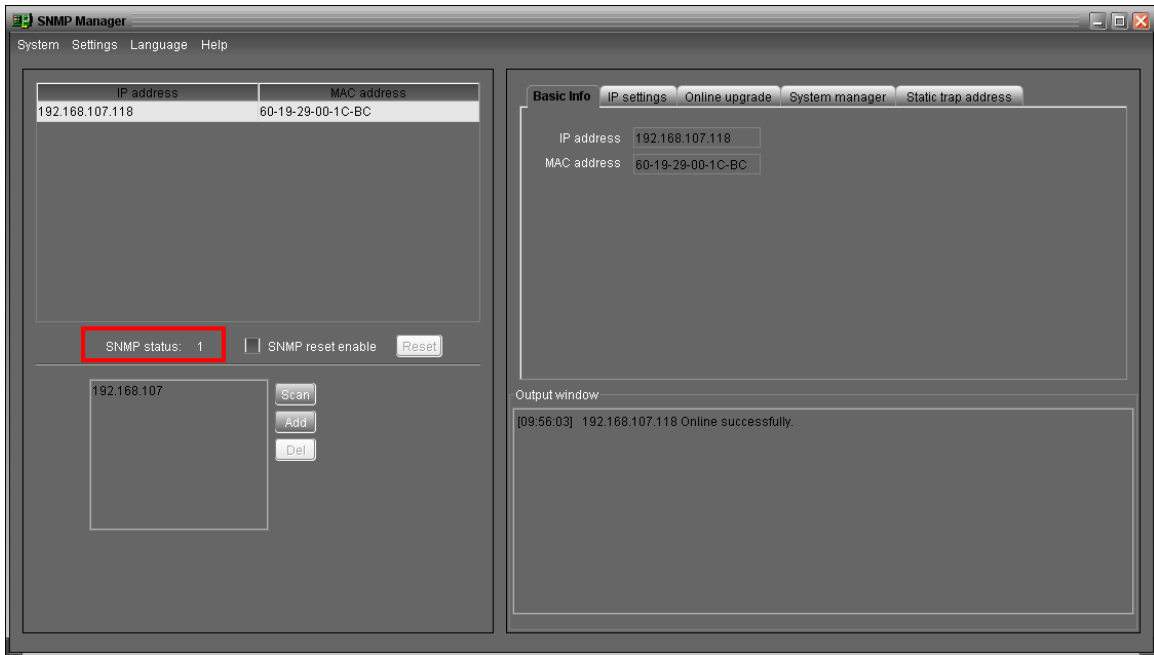 SNMP Manager
System Settings Language Help
IP address MAC address
192.168.107.118 60-19-29-00-1C-BC
SNMP status: 1 SNMP reset enable Reset
192.168.107
Scan
Add
Del
Basic Info IP settings Online upgrade System manager Static trap address
IP address 192.168.107.118
MAC address 60-19-29-00-1C-BC
Output window
[09:56:03] 192.168.107.118 Online successfully.